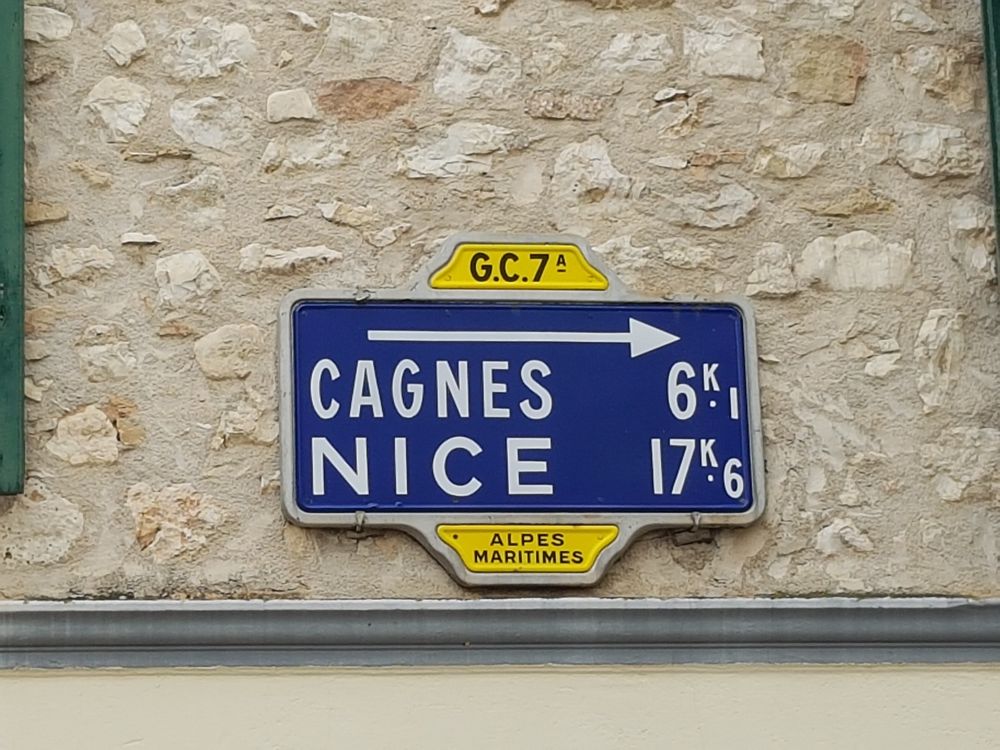 G.C.7A
CAGNES 6K.1
NICE 17K.6
ALPES
MARITIMES